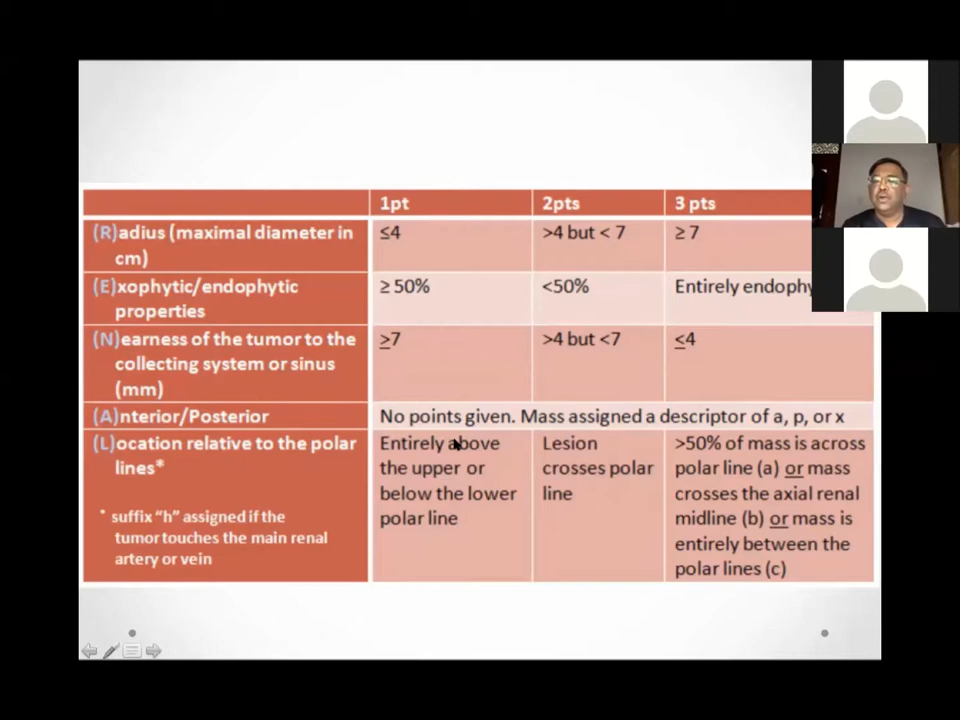 1pt 2pts 3 pts
(R)adius (maximal diameter in
cm) ≤4 >4 but < 7 ≥ 7
(E)xophytic/endophytic
properties ≥ 50% <50% Entirely endophy
(N)earness of the tumor to the
collecting system or sinus
(mm) ≥7 >4 but <7 ≤4
(A)nterior/Posterior No points given. Mass assigned a descriptor of a, p, or x
(L)ocation relative to the polar
lines*
* suffix "h" assigned if the
tumor touches the main renal
artery or vein
Entirely above
the upper or
below the lower
polar line
Lesion
crosses polar
line
>50% of mass is across
polar line (a) or mass
crosses the axial renal
midline (b) or mass is
entirely between the
polar lines (c)